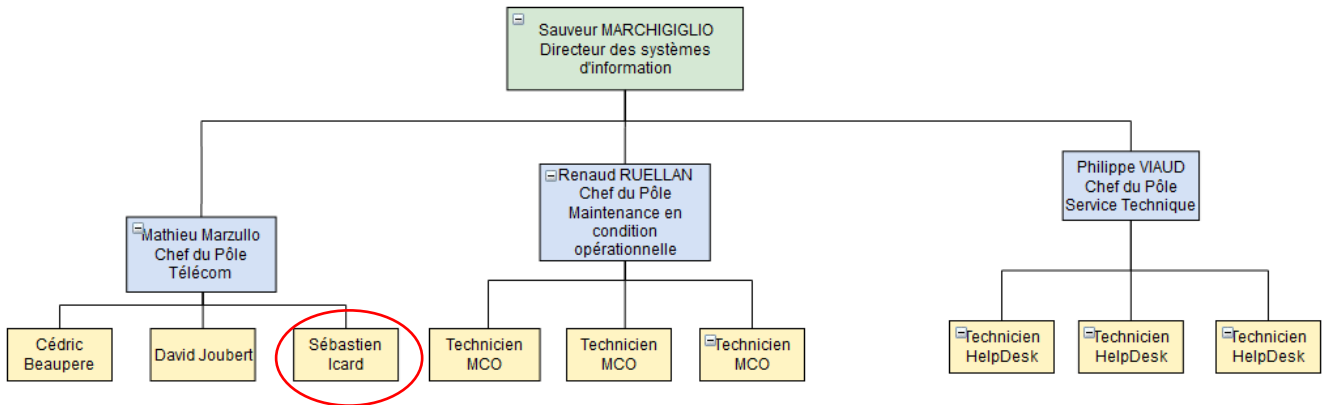 Sauveur MARCHIGIGLIO
Directeur des systèmes
d'information
Mathieu Marzullo
Chef du Pôle
Télécom
Renaud RUELLAN
Chef du Pôle
Maintenance en
condition
opérationnelle
Philippe VIAUD
Chef du Pôle
Service Technique
Cédric
Beaupere
David Joubert
Sébastien
Icard
Technicien
MCO
Technicien
MCO
Technicien
MCO
Technicien
HelpDesk
Technicien
HelpDesk
Technicien
HelpDesk